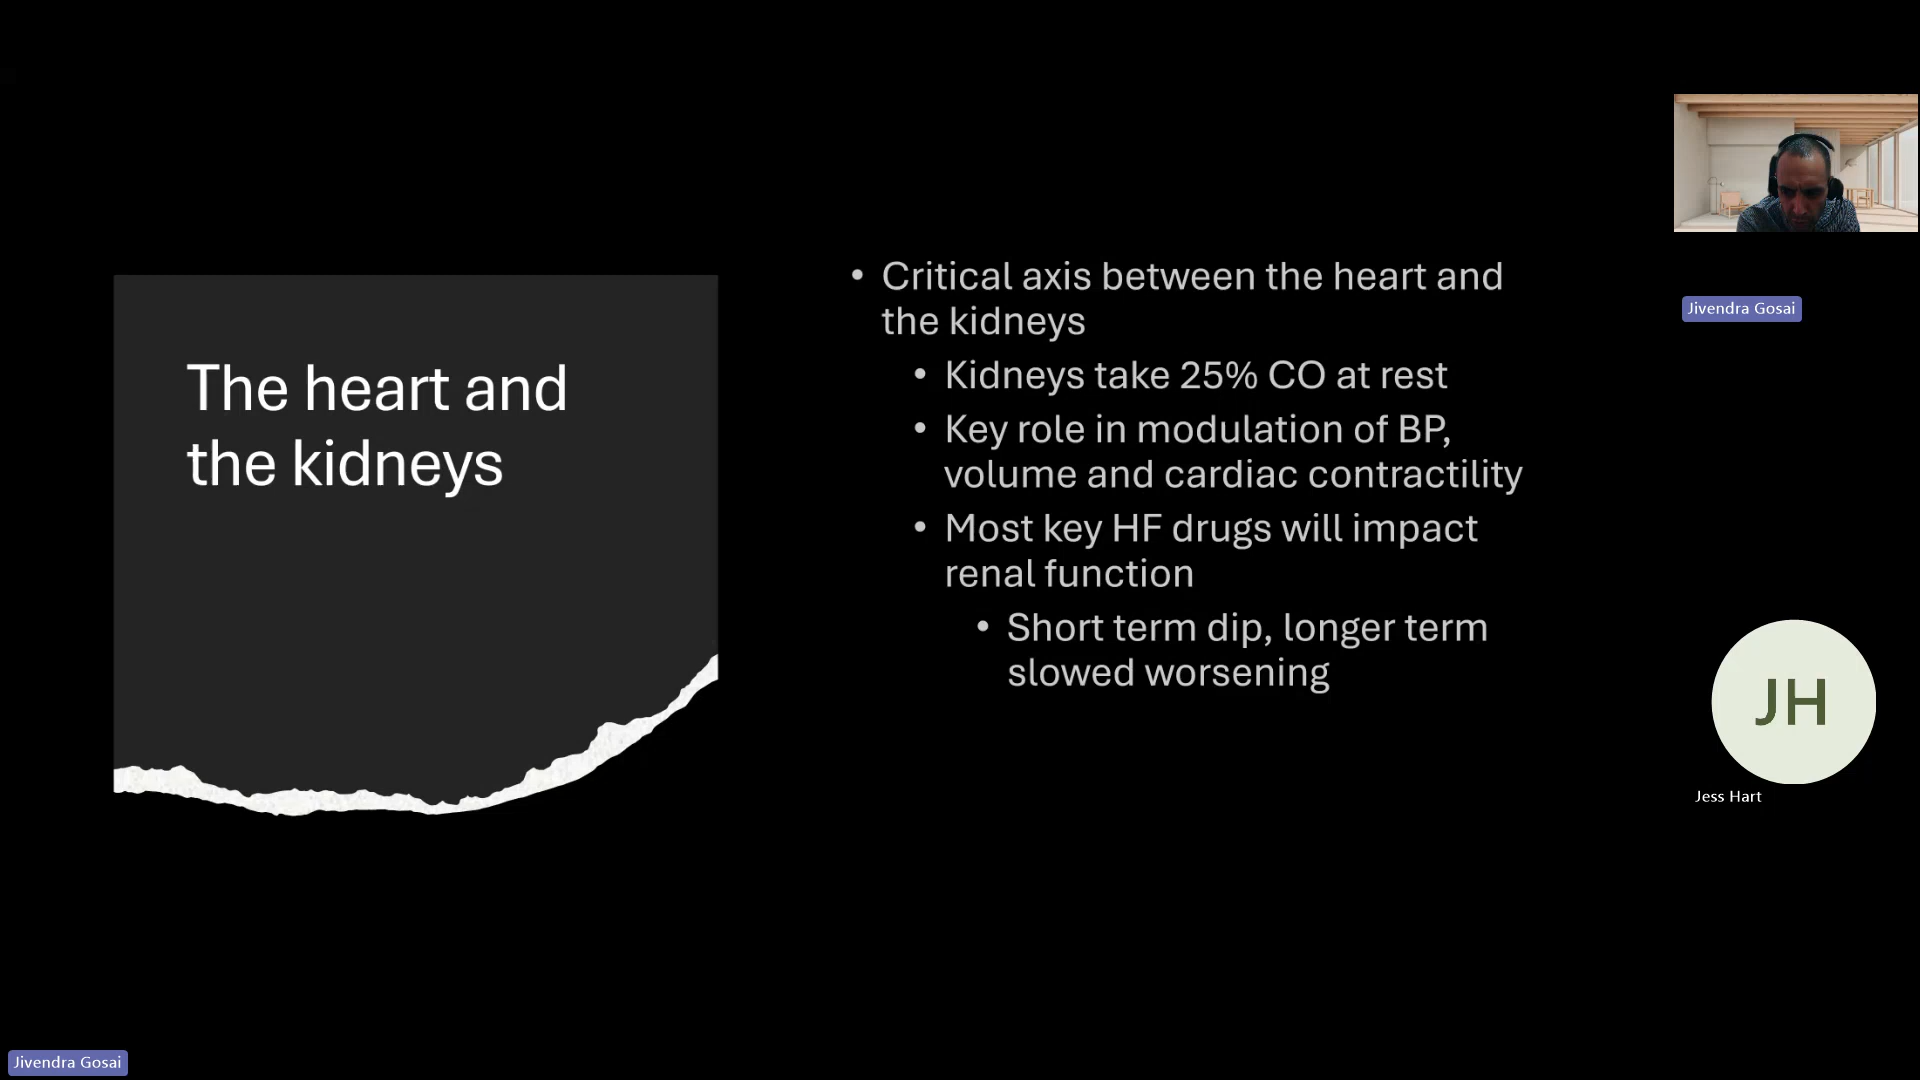 The heart and
the kidneys
• Critical axis between the heart and
the kidneys
• Kidneys take 25% CO at rest
• Key role in modulation of BP,
volume and cardiac contractility
• Most key HF drugs will impact
renal function
• Short term dip, longer term
slowed worsening
Jivendra Gosai
JH
Jess Hart
Jivendra Gosai